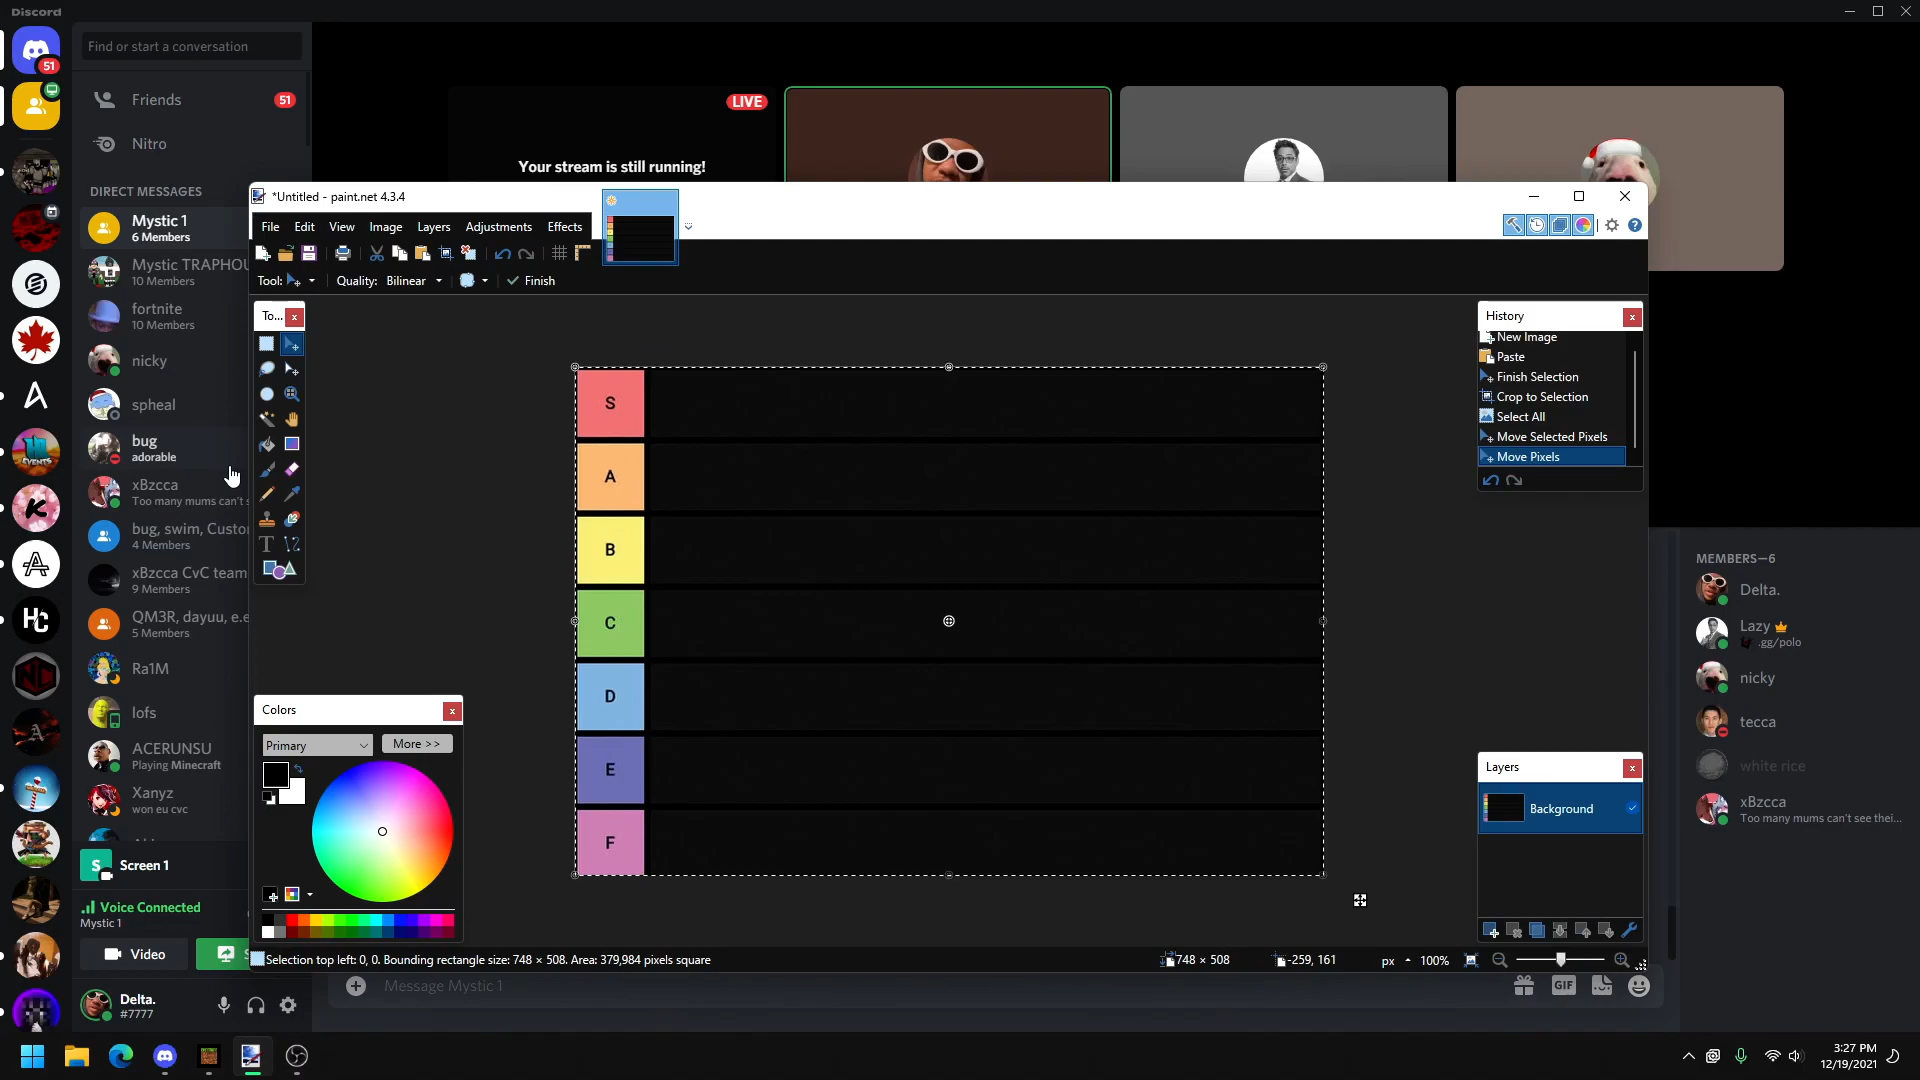 Discord
Find or start a conversation
51
Friends
51
Nitro
DIRECT MESSAGES
Mystic 1
6 Members
Mystic TRAPHOU
10 Members
fortnite
10 Members
nicky
spheal
bug
adorable
xBzcca
Too many mums can't s
bug, swim, Custo
4 Members
xBzcca CvC team
9 Members
QM3R, dayuu, e.e
5 Members
Ra1M
lofs
ACERUNSU
Playing Minecraft
Xanyz
won eu cvc
S
Screen 1
Voice Connected
Mystic 1
Video
S
Delta.
#7777
LIVE
Your stream is still running!
*Untitled - paint.net 4.3.4
File Edit View Image Layers Adjustments Effects
Tool: Quality: Bilinear Finish
To...
S
A
B
C
D
E
F
History
New Image
Paste
Finish Selection
Crop to Selection
Select All
Move Selected Pixels
Move Pixels
Colors
Primary
More >>
Layers
Background
Selection top left: 0, 0. Bounding rectangle size: 748 × 508. Area: 379,984 pixels square
748 × 508
-259, 161
px
100%
Message Mystic 1
GIF
MEMBERS—6
Delta.
Lazy
.gg/polo
nicky
tecca
white rice
xBzcca
Too many mums can't see thei...
3:27 PM
12/19/2021